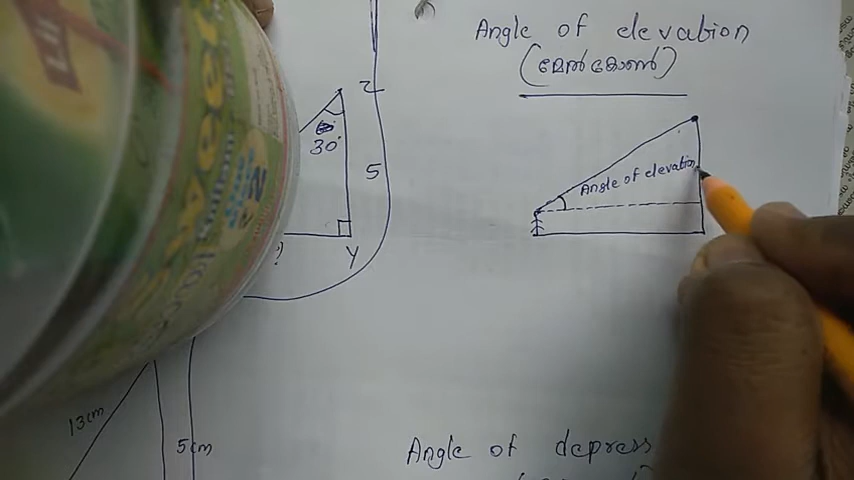 Angle of elevation
(മേൽകോൺ)
Angle of elevation
Z
30°
5
?
Y
13cm
5cm
Angle of depress